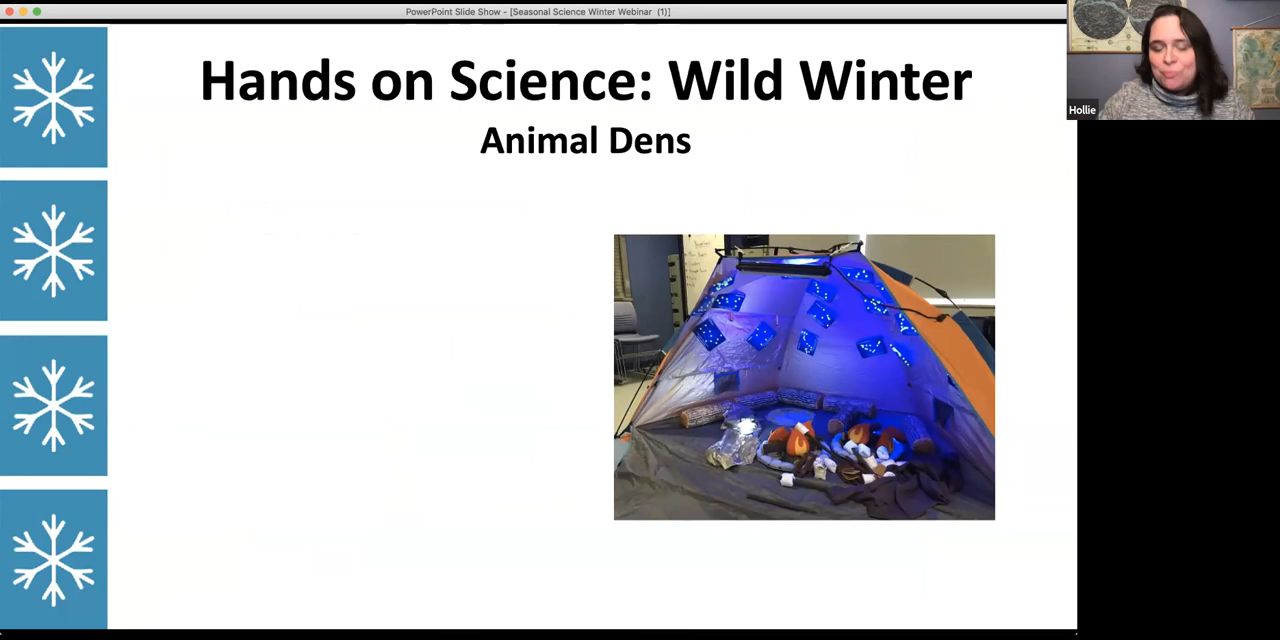 PowerPoint Slide Show - [Seasonal Science Winter Webinar (1)]
Hands on Science: Wild Winter
Animal Dens
Hollie